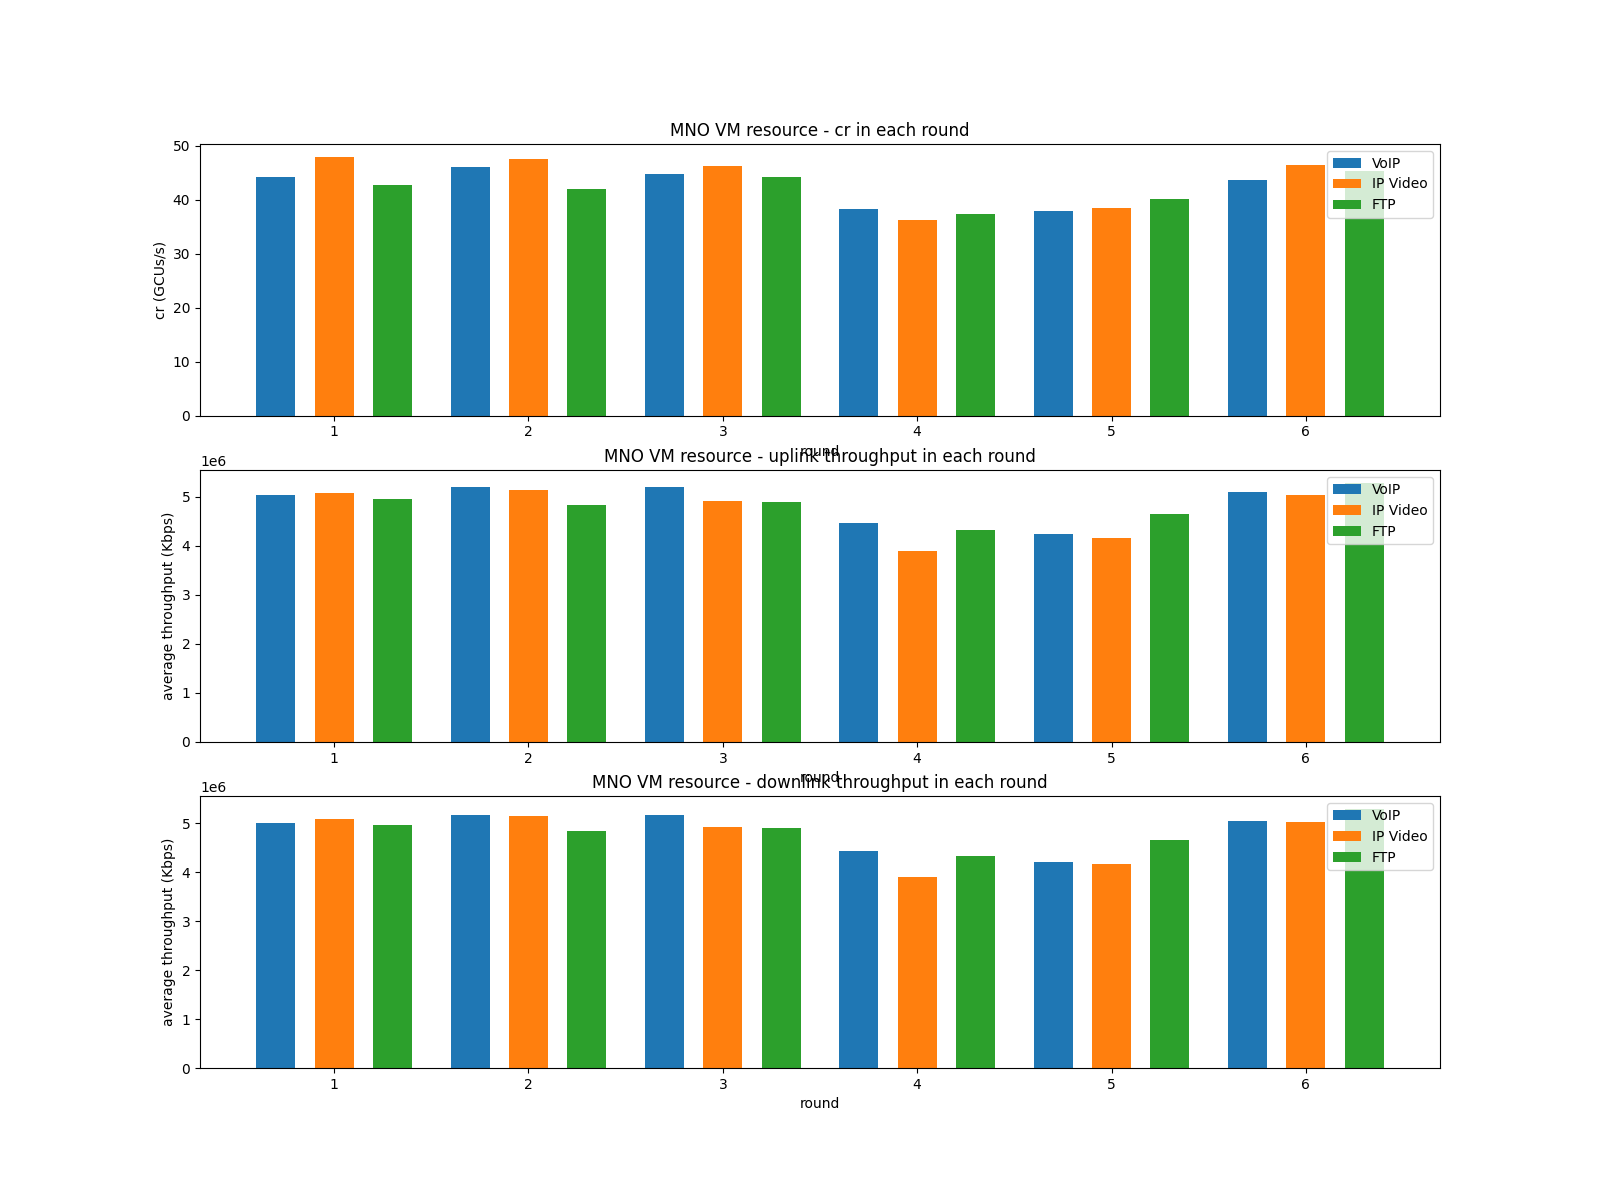 MNO VM resource - cr in each round
50
40
30
20
10
0
cr (GCUs/s)
VoIP
IP Video
FTP
1 2 3 4 5 6
round
MNO VM resource - uplink throughput in each round
1e6
5
4
3
2
1
0
average throughput (Kbps)
VoIP
IP Video
FTP
1 2 3 4 5 6
round
MNO VM resource - downlink throughput in each round
1e6
5
4
3
2
1
0
average throughput (Kbps)
VoIP
IP Video
FTP
1 2 3 4 5 6
round